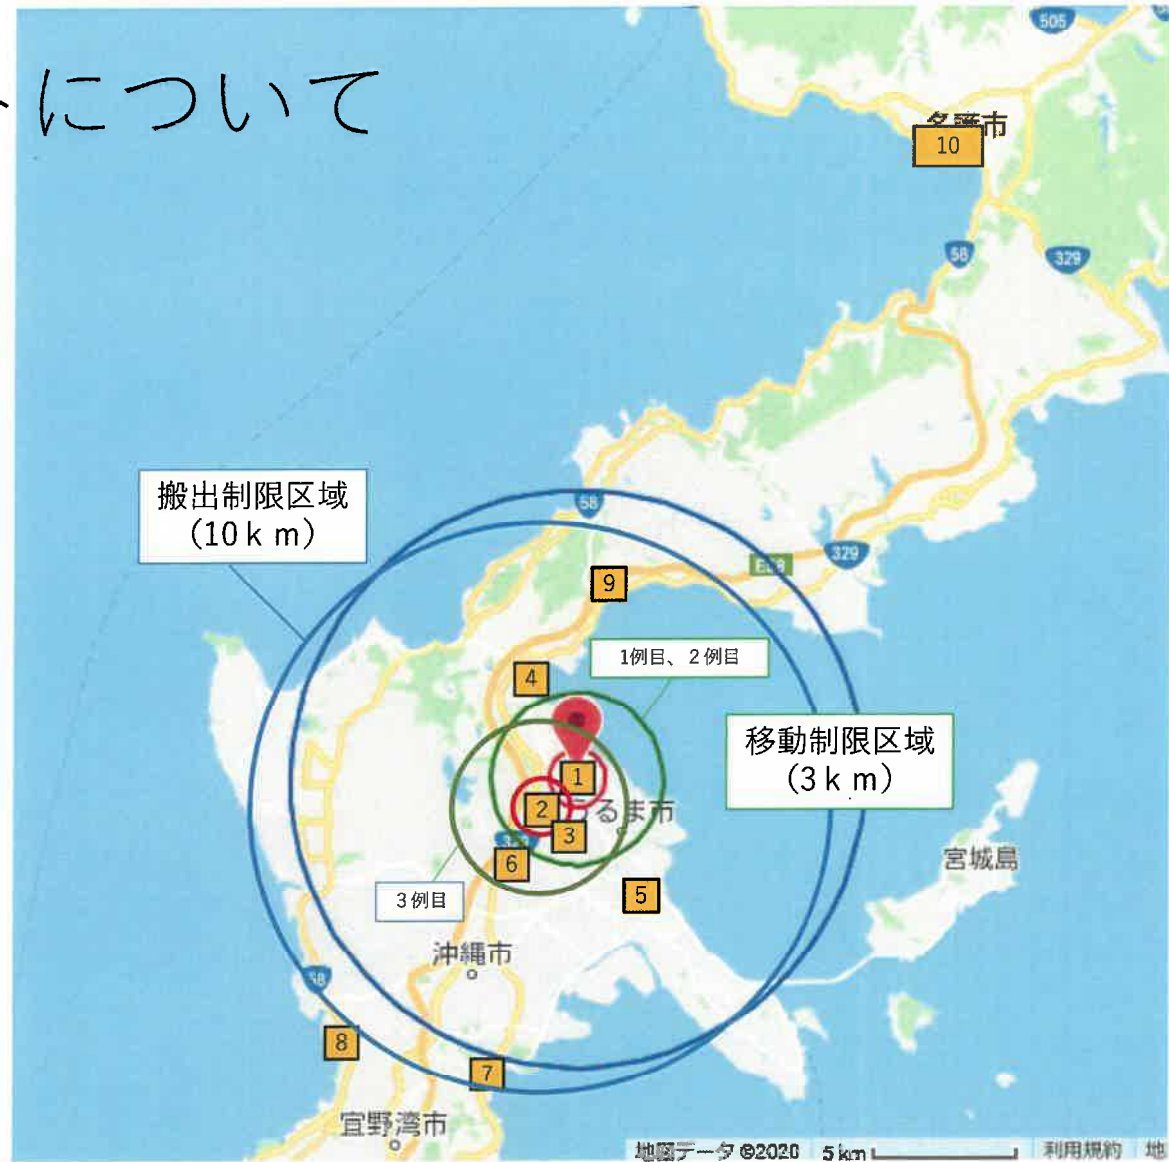 について
505
名護市
10
58
329
搬出制限区域
(10ｋｍ)
58
329
9
1例目、２例目
4
移動制限区域
(3ｋｍ)
1
2
うるま市
3
6
宮城島
5
３例目
沖縄市
58
8
7
宜野湾市
地図データ ©2020 5 km 利用規約 地